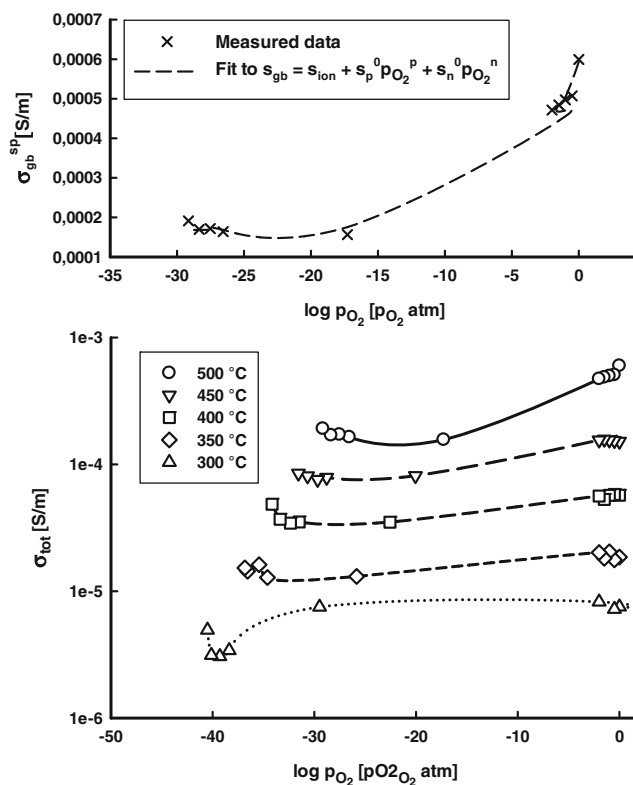 0,0007
0,0006
0,0005
0,0004
0,0003
0,0002
0,0001
σgb^sp [S/m]
Measured data
Fit to s_gb = s_ion + s_p^0 p_O2^p + s_n^0 p_O2^n
-35 -30 -25 -20 -15 -10 -5 0
log p_O2 [p_O2 atm]
1e-3
1e-4
1e-5
1e-6
σtot [S/m]
500 °C
450 °C
400 °C
350 °C
300 °C
-50 -40 -30 -20 -10 0
log p_O2 [pO2_O2 atm]